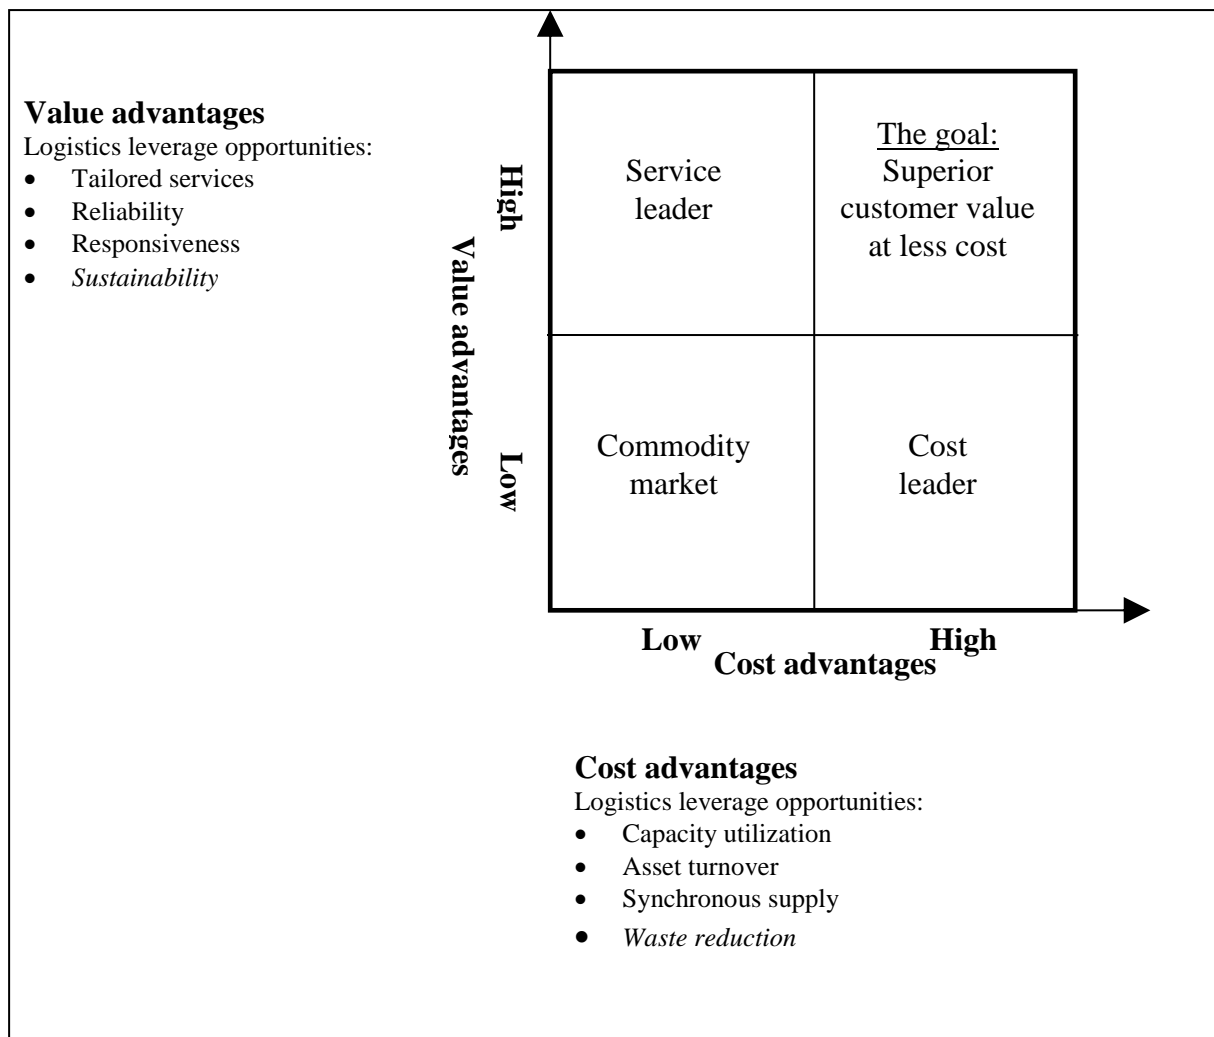 Value advantages
Logistics leverage opportunities:
• Tailored services
• Reliability
• Responsiveness
• Sustainability
High
Low
Value advantages
Service
leader
The goal:
Superior
customer value
at less cost
Commodity
market
Cost
leader
Low
High
Cost advantages
Cost advantages
Logistics leverage opportunities:
• Capacity utilization
• Asset turnover
• Synchronous supply
• Waste reduction